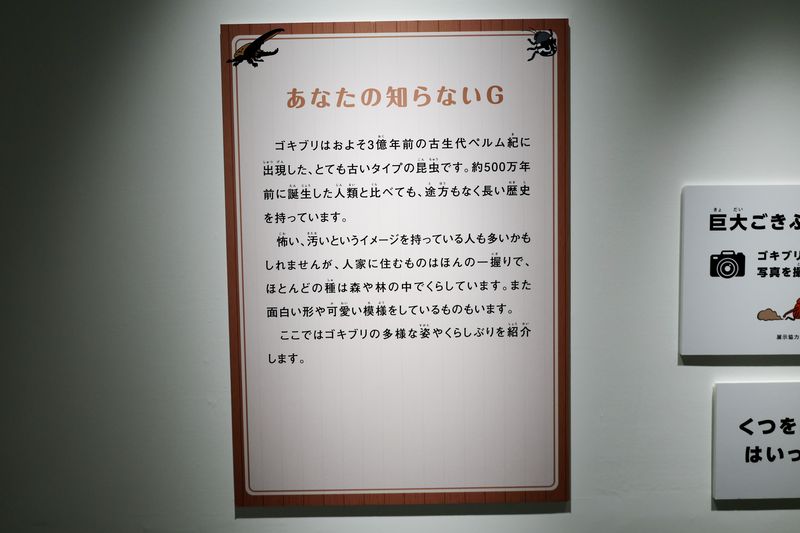 あなたの知らないG
ゴキブリはおよそ3億年前の古生代ペルム紀に
出現した、とても古いタイプの昆虫です。約500万年
前に誕生した人類と比べても、途方もなく長い歴史
を持っています。
怖い、汚いというイメージを持っている人も多いかも
しれませんが、人家に住むものはほんの一握りで、
ほとんどの種は森や林の中でくらしています。また
面白い形や可愛い模様をしているものもいます。
ここではゴキブリの多様な姿やくらしぶりを紹介
します。
巨大ごきぶ
ゴキブリ
写真を撮
展示協力
くつを
はいっ